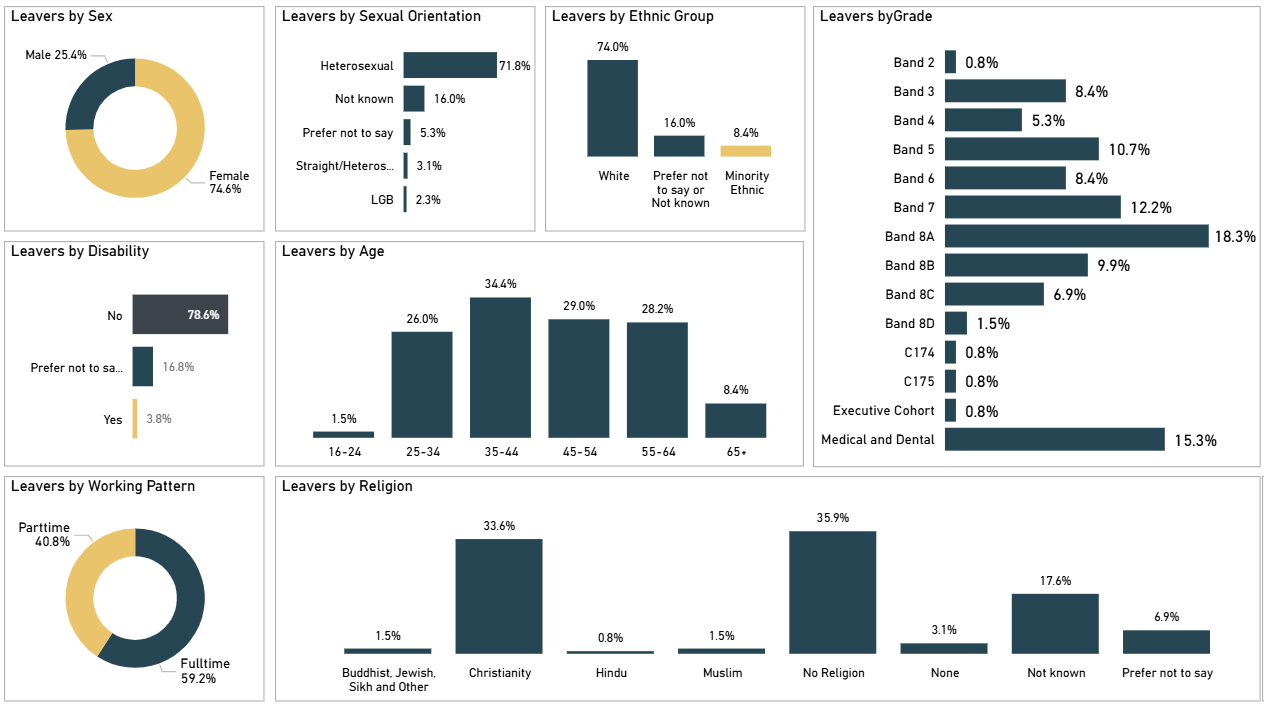 Leavers by Sex
Male 25.4%
Female
74.6%
Leavers by Sexual Orientation
Heterosexual 71.8%
Not known 16.0%
Prefer not to say 5.3%
Straight/Heteros... 3.1%
LGB 2.3%
Leavers by Ethnic Group
74.0%
16.0%
8.4%
White
Prefer not
to say or
Not known
Minority
Ethnic
Leavers byGrade
Band 2 0.8%
Band 3 8.4%
Band 4 5.3%
Band 5 10.7%
Band 6 8.4%
Band 7 12.2%
Band 8A 18.3%
Band 8B 9.9%
Band 8C 6.9%
Band 8D 1.5%
C174 0.8%
C175 0.8%
Executive Cohort 0.8%
Medical and Dental 15.3%
Leavers by Disability
No 78.6%
Prefer not to sa... 16.8%
Yes 3.8%
Leavers by Age
1.5%
26.0%
34.4%
29.0%
28.2%
8.4%
16-24 25-34 35-44 45-54 55-64 65+
Leavers by Working Pattern
Parttime
40.8%
Fulltime
59.2%
Leavers by Religion
1.5%
33.6%
0.8%
1.5%
35.9%
3.1%
17.6%
6.9%
Buddhist, Jewish,
Sikh and Other
Christianity
Hindu
Muslim
No Religion
None
Not known
Prefer not to say